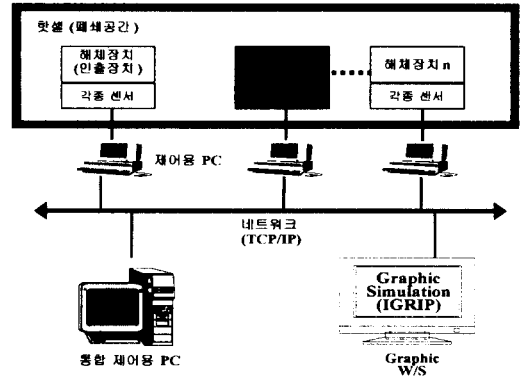 핫셀 (폐쇄공간)
해체장치
(인출장치)
각종 센서
해체장치 n
각종 센서
제어용 PC
네트워크
(TCP/IP)
Graphic
Simulation
(IGRIP)
통합 제어용 PC
Graphic
W/S